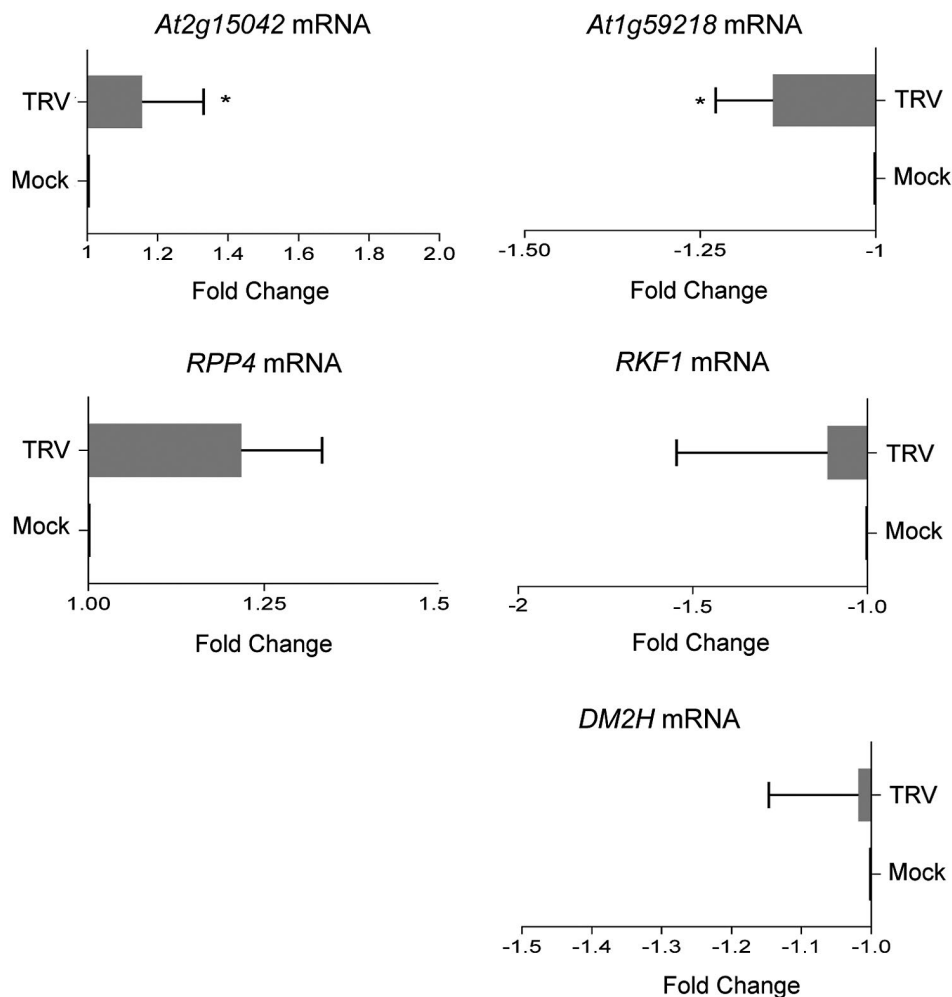 At2g15042 mRNA
TRV
*
Mock
1 1.2 1.4 1.6 1.8 2.0
Fold Change
At1g59218 mRNA
* TRV
Mock
-1.50 -1.25 -1
Fold Change
RPP4 mRNA
TRV
Mock
1.00 1.25 1.5
Fold Change
RKF1 mRNA
TRV
Mock
-2 -1.5 -1.0
Fold Change
DM2H mRNA
TRV
Mock
-1.5 -1.4 -1.3 -1.2 -1.1 -1.0
Fold Change